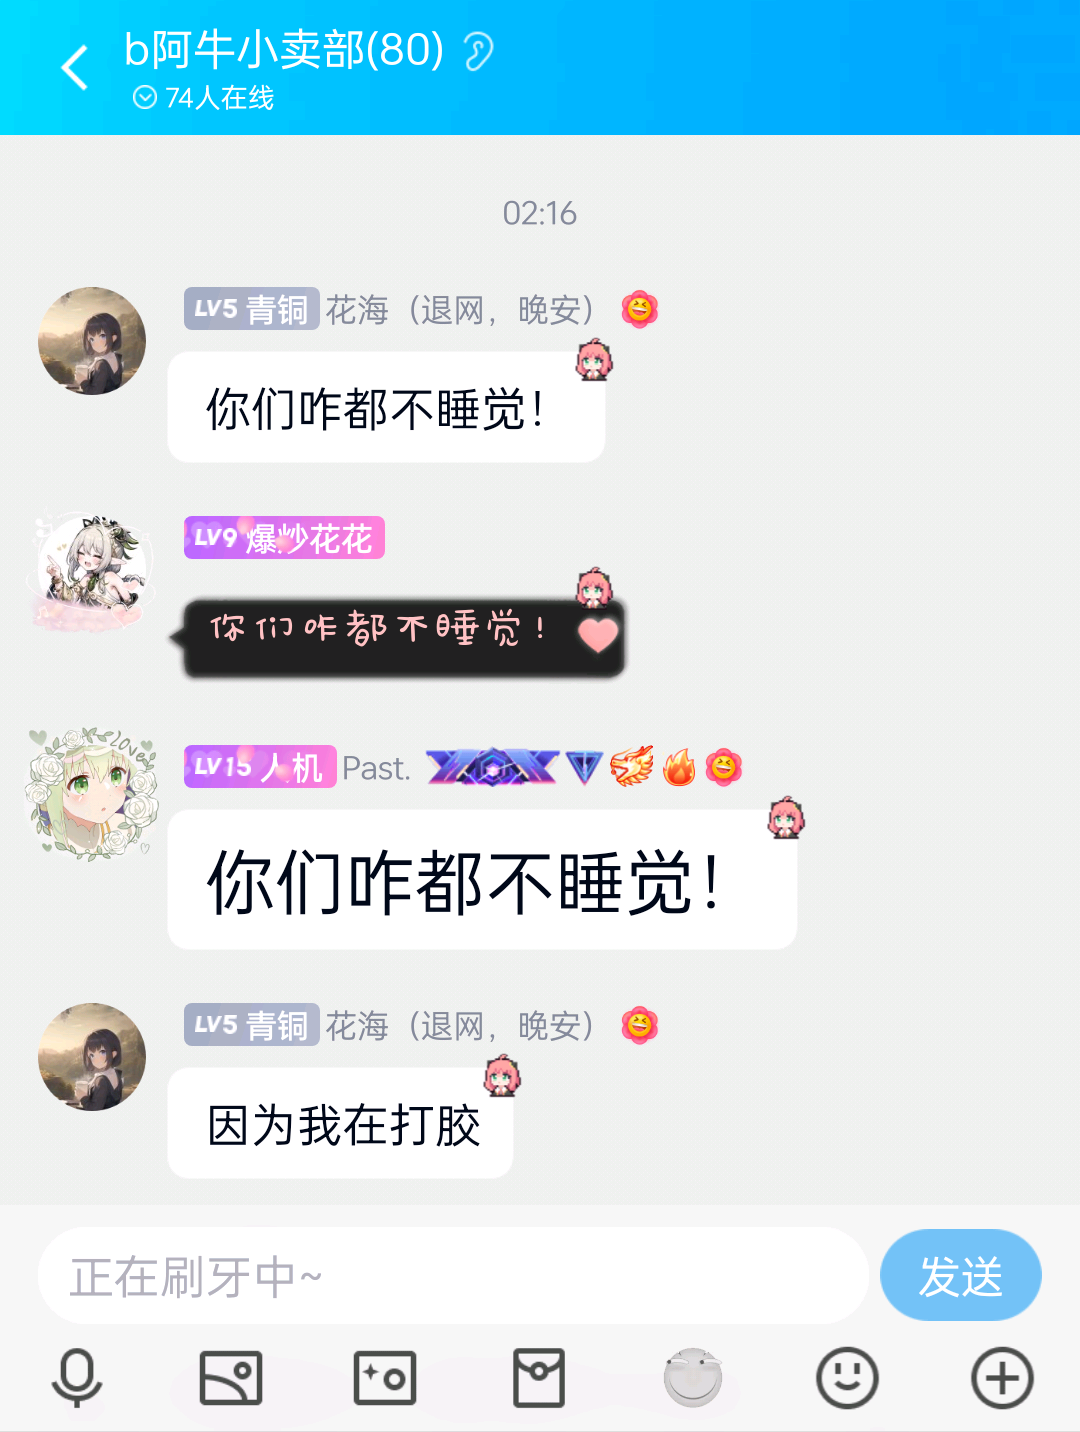 b阿牛小卖部(80)
74人在线
02:16
LV5 青铜 花海（退网，晚安）
你们咋都不睡觉！
LV9 爆炒花花
你们咋都不睡觉！
love
LV15 人机 Past.
你们咋都不睡觉！
LV5 青铜 花海（退网，晚安）
因为我在打胶
正在刷牙中~
发送